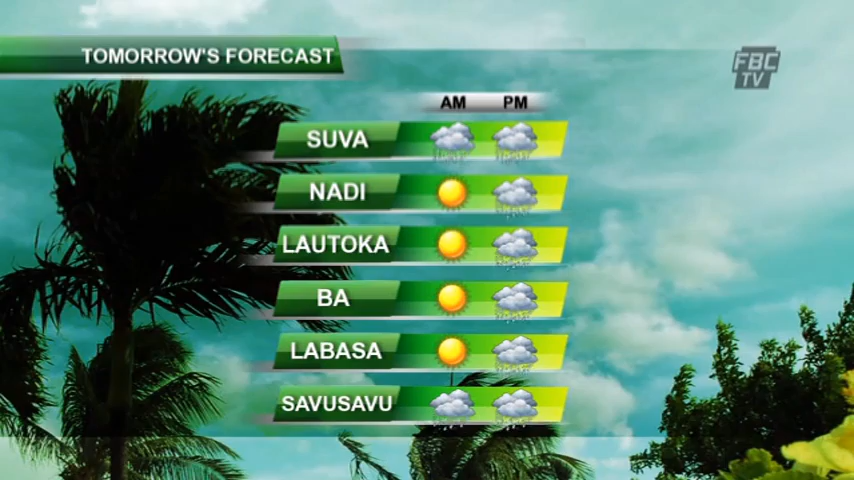 TOMORROW'S FORECAST
FBC
TV
AM PM
SUVA
NADI
LAUTOKA
BA
LABASA
SAVUSAVU